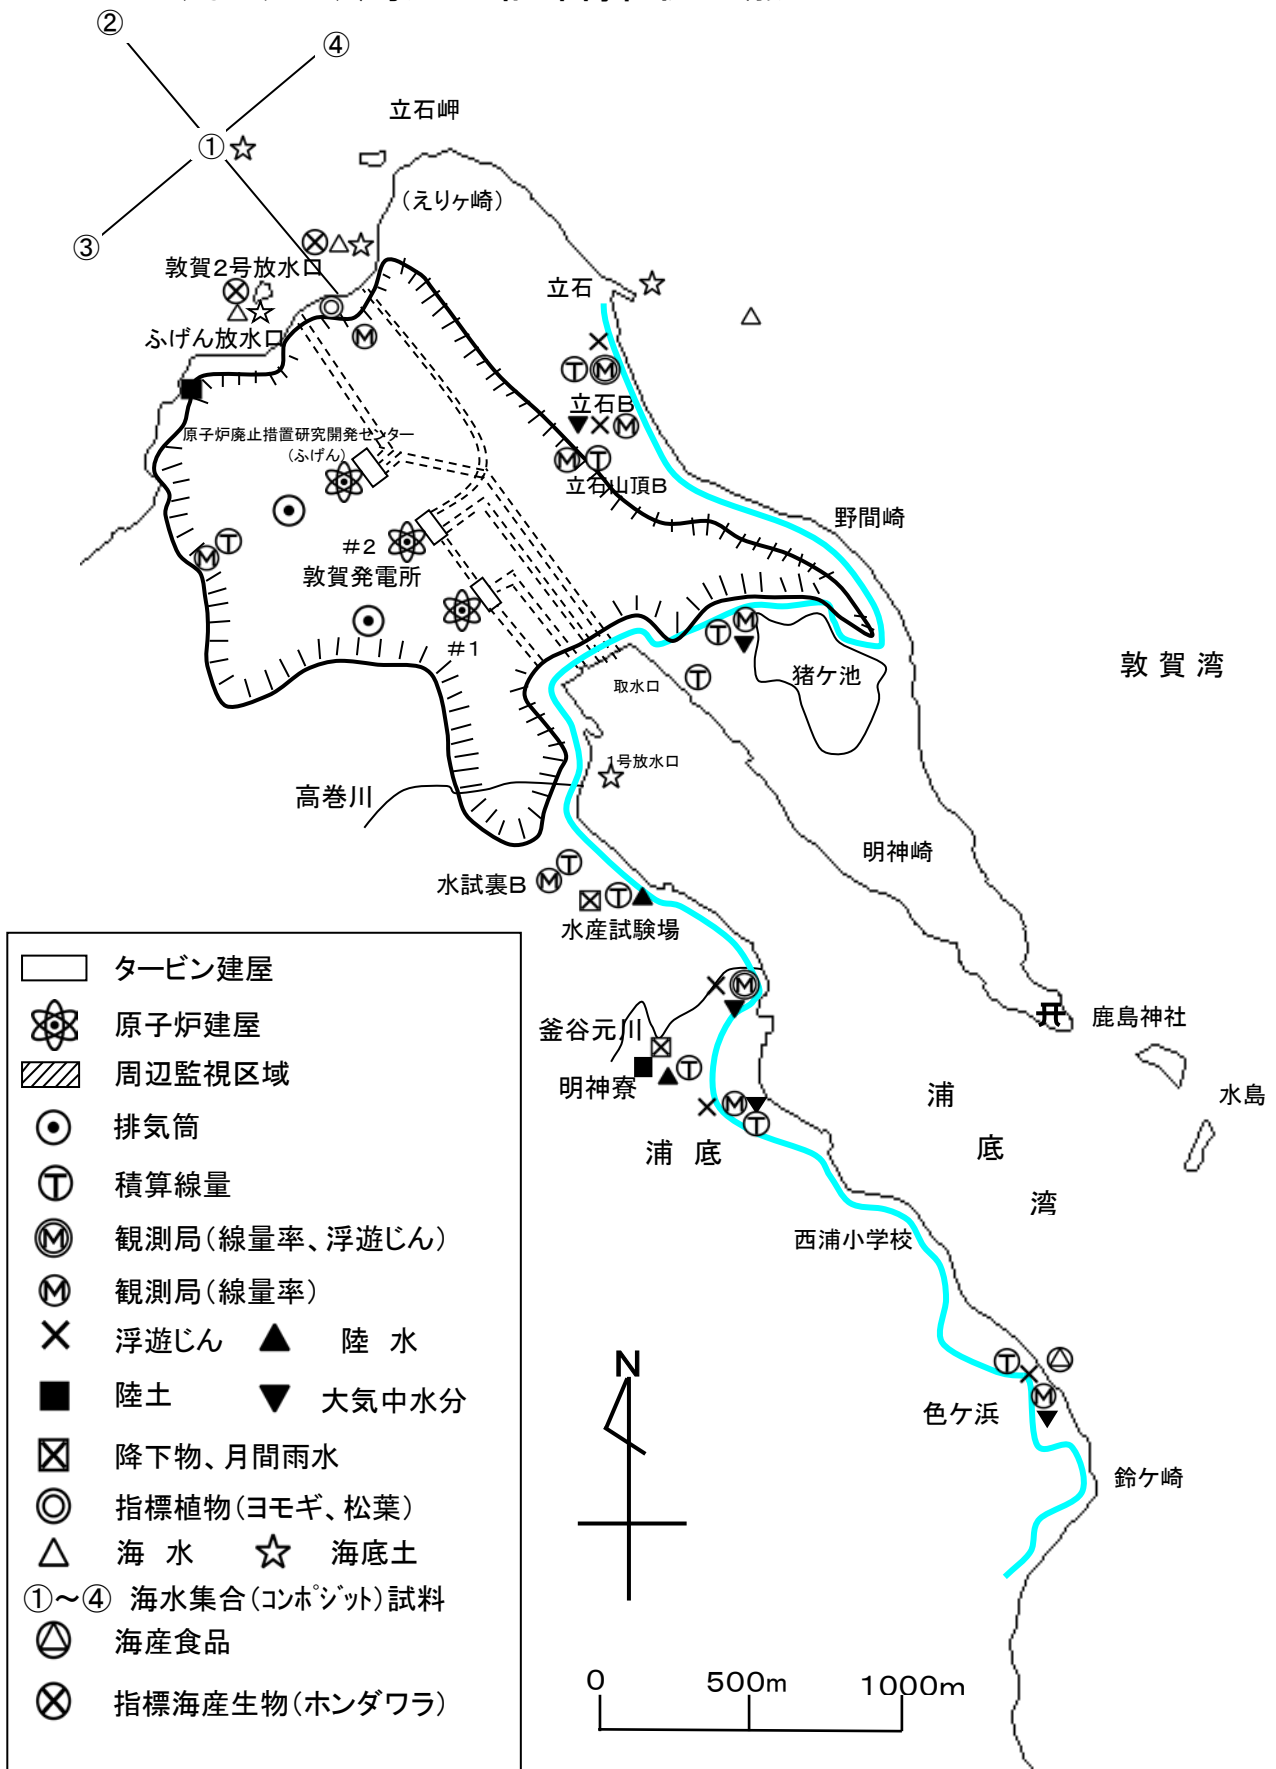 ②
④
立石岬
①
(えりヶ崎)
③
敦賀2号放水口
立石
ふげん放水口
M
T M
立石B
M
原子炉廃止措置研究開発センター
(ふげん)
M T
立石山頂B
野間崎
#2
T
M
敦賀発電所
#1
M
T
敦賀湾
猪ケ池
取水口
T
1号放水口
高巻川
明神崎
T
水試裏B
M
T
水産試験場
M
鹿島神社
釜谷元川
T
明神寮
水島
浦底湾
M
T
浦底
西浦小学校
T
M
色ケ浜
鈴ケ崎
タービン建屋
原子炉建屋
周辺監視区域
排気筒
T 積算線量
M 観測局(線量率、浮遊じん)
M 観測局(線量率)
浮遊じん 陸水
陸土 大気中水分
降下物、月間雨水
指標植物(ヨモギ、松葉)
海水 海底土
①~④ 海水集合(コンポジット)試料
海産食品
指標海産生物(ホンダワラ)
N
0 500m 1000m